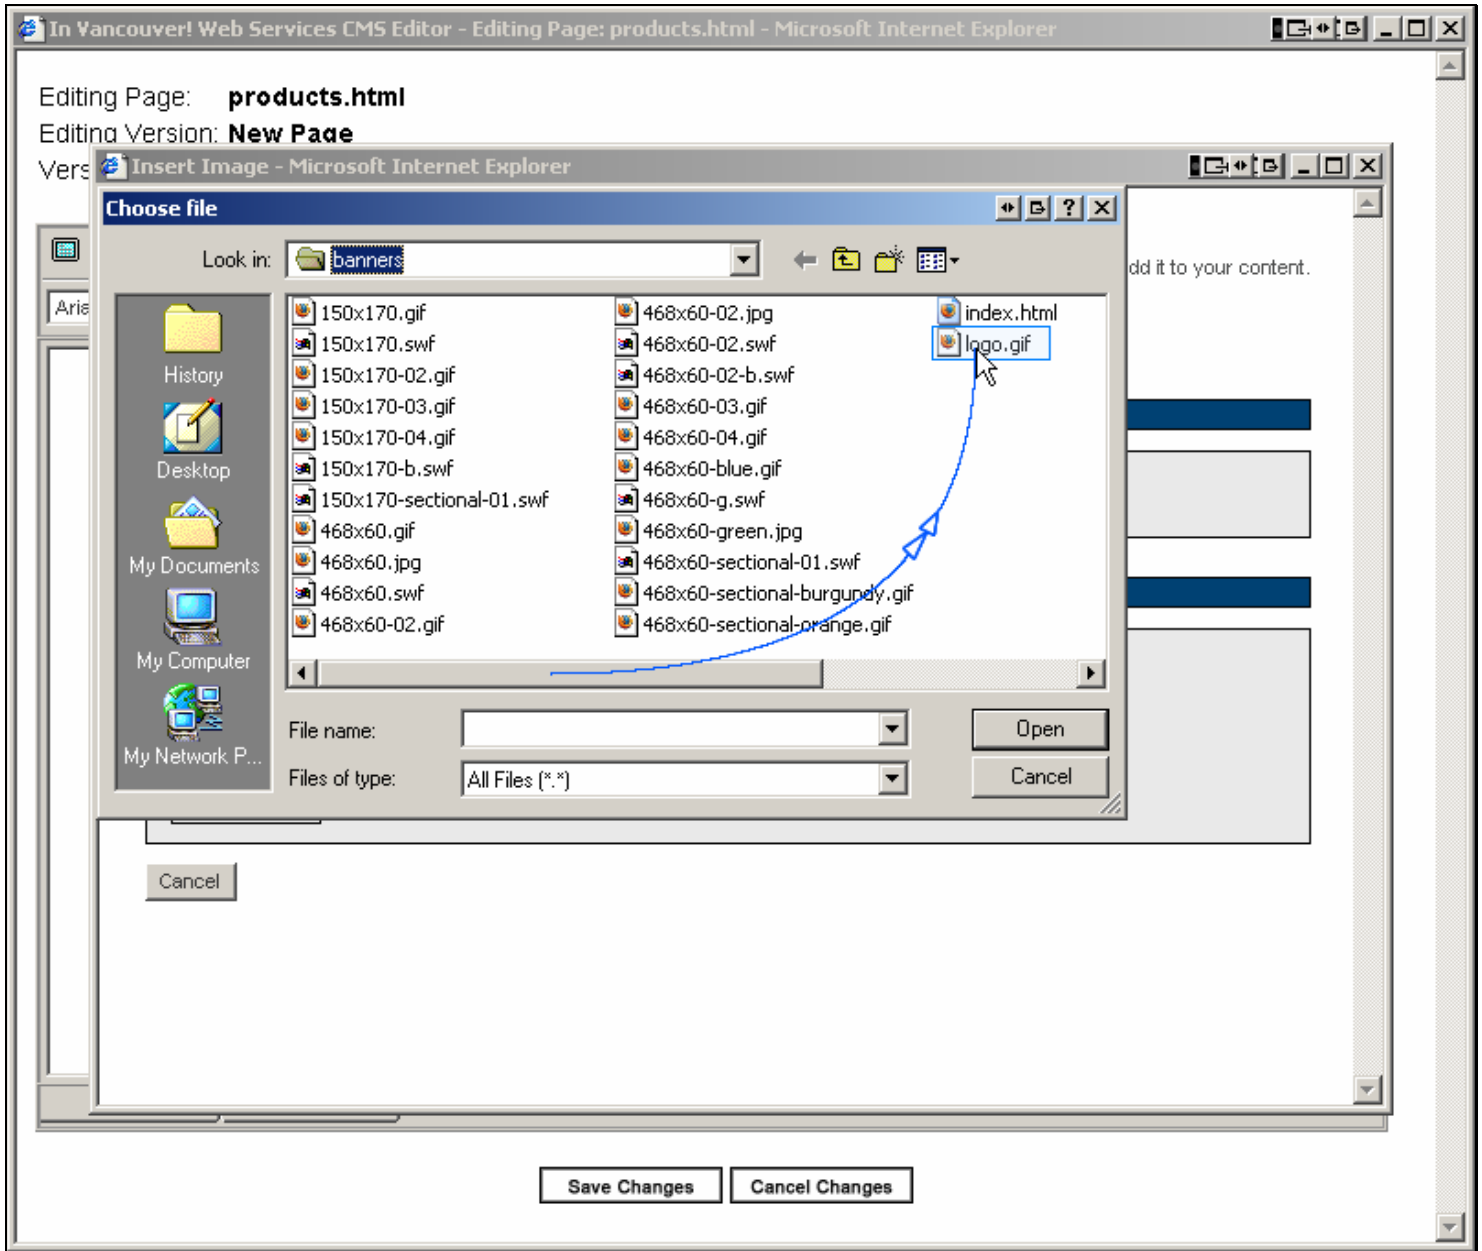 In Vancouver! Web Services CMS Editor - Editing Page: products.html - Microsoft Internet Explorer
Editing Page: products.html
Editing Version: New Page
Vers
Insert Image - Microsoft Internet Explorer
Choose file
Look in: banners
dd it to your content.
Aria
History
Desktop
My Documents
My Computer
My Network P...
150x170.gif
150x170.swf
150x170-02.gif
150x170-03.gif
150x170-04.gif
150x170-b.swf
150x170-sectional-01.swf
468x60.gif
468x60.jpg
468x60.swf
468x60-02.gif
468x60-02.jpg
468x60-02.swf
468x60-02-b.swf
468x60-03.gif
468x60-04.gif
468x60-blue.gif
468x60-g.swf
468x60-green.jpg
468x60-sectional-01.swf
468x60-sectional-burgundy.gif
468x60-sectional-orange.gif
index.html
logo.gif
File name:
Open
Files of type: All Files (*.*)
Cancel
Cancel
Save Changes
Cancel Changes